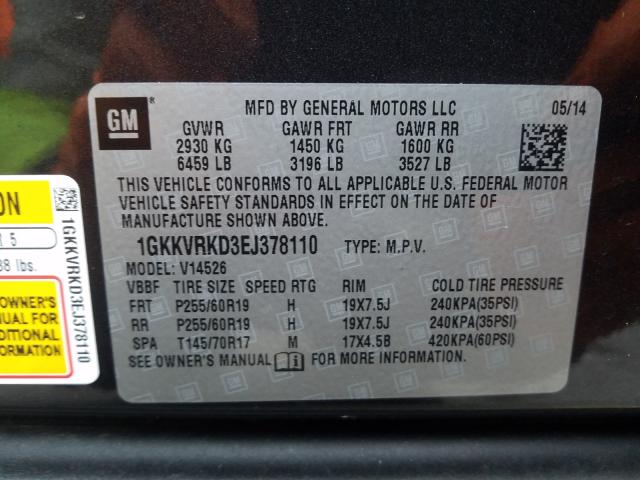 GM
MFD BY GENERAL MOTORS LLC 05/14
GVWR GAWR FRT GAWR RR
2930 KG 1450 KG 1600 KG
6459 LB 3196 LB 3527 LB
THIS VEHICLE CONFORMS TO ALL APPLICABLE U.S. FEDERAL MOTOR
VEHICLE SAFETY STANDARDS IN EFFECT ON THE DATE OF
MANUFACTURE SHOWN ABOVE.
1GKKVRKD3EJ378110 TYPE: M.P.V.
MODEL: V14526
VBBF TIRE SIZE SPEED RTG RIM COLD TIRE PRESSURE
FRT P255/60R19 H 19X7.5J 240KPA(35PSI)
RR P255/60R19 H 19X7.5J 240KPA(35PSI)
SPA T145/70R17 M 17X4.5B 420KPA(60PSI)
SEE OWNER'S MANUAL FOR MORE INFORMATION.
ON
5
lbs.
OWNER'S
FOR
INFORMATION
1GKKVRKD3EJ378110